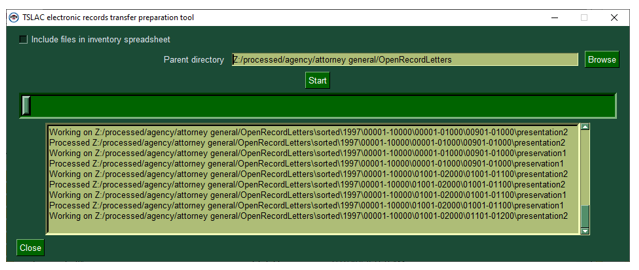 TSLAC electronic records transfer preparation tool
Include files in inventory spreadsheet
Parent directory Z:/processed/agency/attorney general/OpenRecordLetters Browse
Start
Working on Z:/processed/agency/attorney general/OpenRecordLetters\sorted\1997\00001-10000\00001-01000\00901-01000\presentation2
Processed Z:/processed/agency/attorney general/OpenRecordLetters\sorted\1997\00001-10000\00001-01000\00901-01000\presentation2
Working on Z:/processed/agency/attorney general/OpenRecordLetters\sorted\1997\00001-10000\00001-01000\00901-01000\preservation1
Processed Z:/processed/agency/attorney general/OpenRecordLetters\sorted\1997\00001-10000\00001-01000\00901-01000\preservation1
Working on Z:/processed/agency/attorney general/OpenRecordLetters\sorted\1997\00001-10000\01001-02000\01001-01100\presentation2
Processed Z:/processed/agency/attorney general/OpenRecordLetters\sorted\1997\00001-10000\01001-02000\01001-01100\presentation2
Working on Z:/processed/agency/attorney general/OpenRecordLetters\sorted\1997\00001-10000\01001-02000\01001-01100\preservation1
Processed Z:/processed/agency/attorney general/OpenRecordLetters\sorted\1997\00001-10000\01001-02000\01001-01100\preservation1
Working on Z:/processed/agency/attorney general/OpenRecordLetters\sorted\1997\00001-10000\01001-02000\01101-01200\presentation2
Close